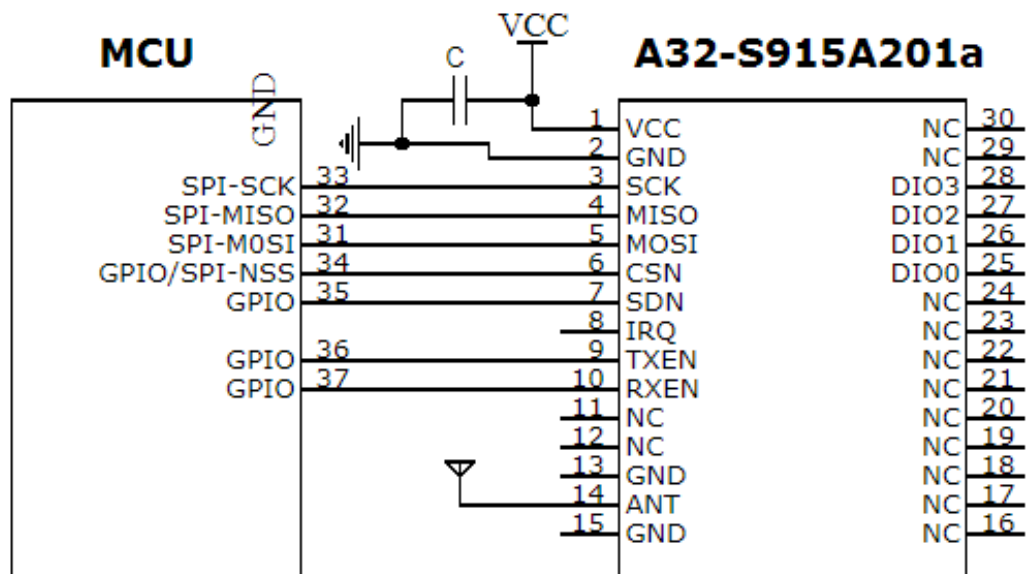 VCC
MCU C A32-S915A201a
GND
1 VCC NC 30
2 GND NC 29
SPI-SCK 33 3 SCK DIO3 28
SPI-MISO 32 4 MISO DIO2 27
SPI-M0SI 31 5 MOSI DIO1 26
GPIO/SPI-NSS 34 6 CSN DIO0 25
GPIO 35 7 SDN NC 24
8 IRQ NC 23
GPIO 36 9 TXEN NC 22
GPIO 37 10 RXEN NC 21
11 NC NC 20
12 NC NC 19
13 GND NC 18
14 ANT NC 17
15 GND NC 16